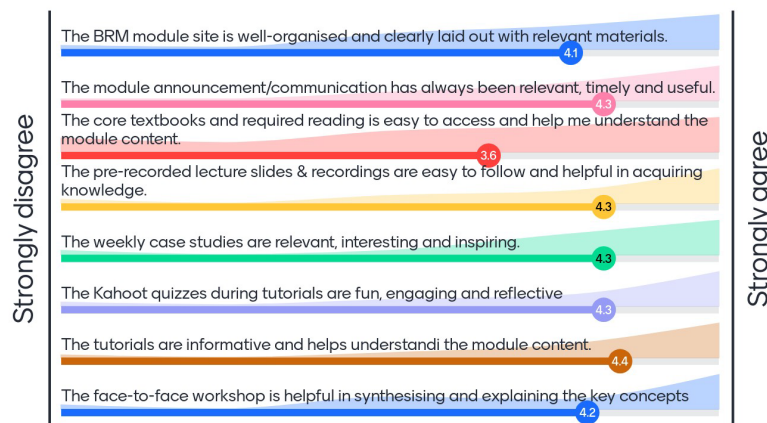 Strongly disagree
The BRM module site is well-organised and clearly laid out with relevant materials.
4.1
The module announcement/communication has always been relevant, timely and useful.
4.3
The core textbooks and required reading is easy to access and help me understand the
module content.
3.6
The pre-recorded lecture slides & recordings are easy to follow and helpful in acquiring
knowledge.
4.3
The weekly case studies are relevant, interesting and inspiring.
4.3
The Kahoot quizzes during tutorials are fun, engaging and reflective
4.3
The tutorials are informative and helps understandi the module content.
4.4
The face-to-face workshop is helpful in synthesising and explaining the key concepts
4.2
Strongly agree